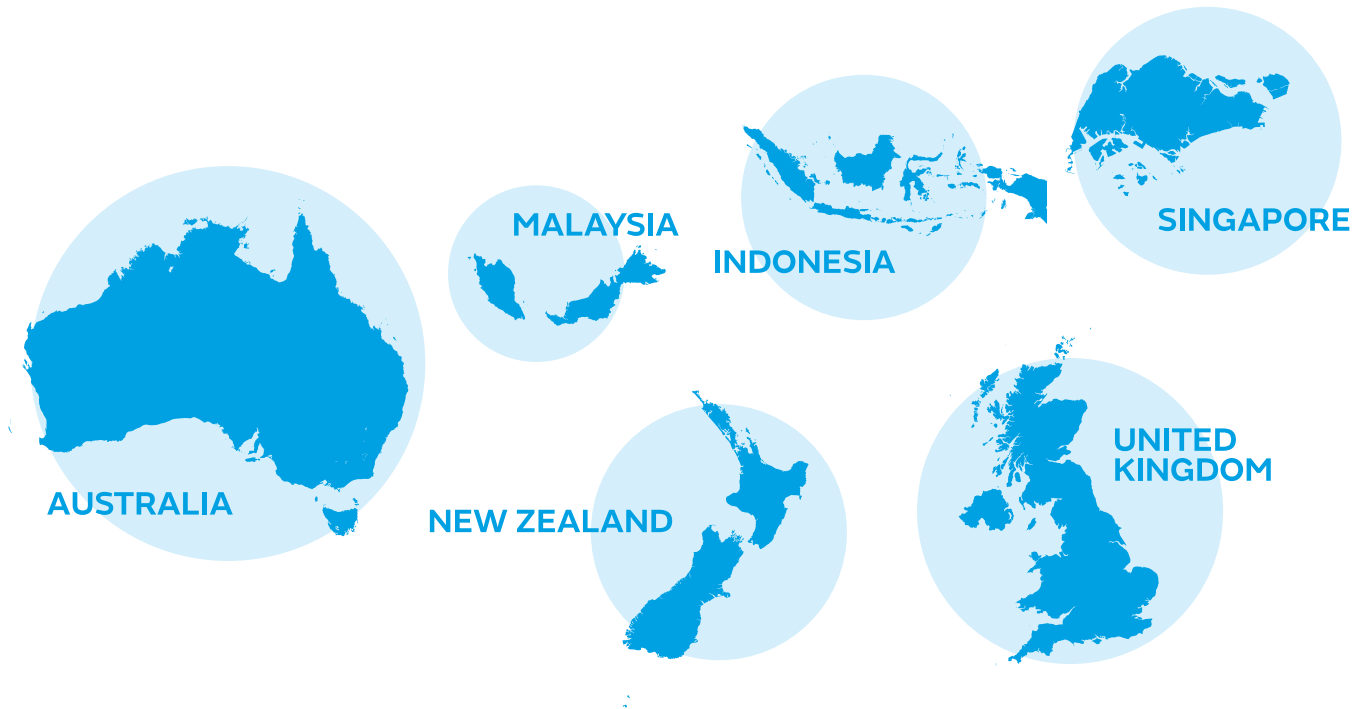 SINGAPORE
MALAYSIA
INDONESIA
AUSTRALIA
NEW ZEALAND
UNITED
KINGDOM